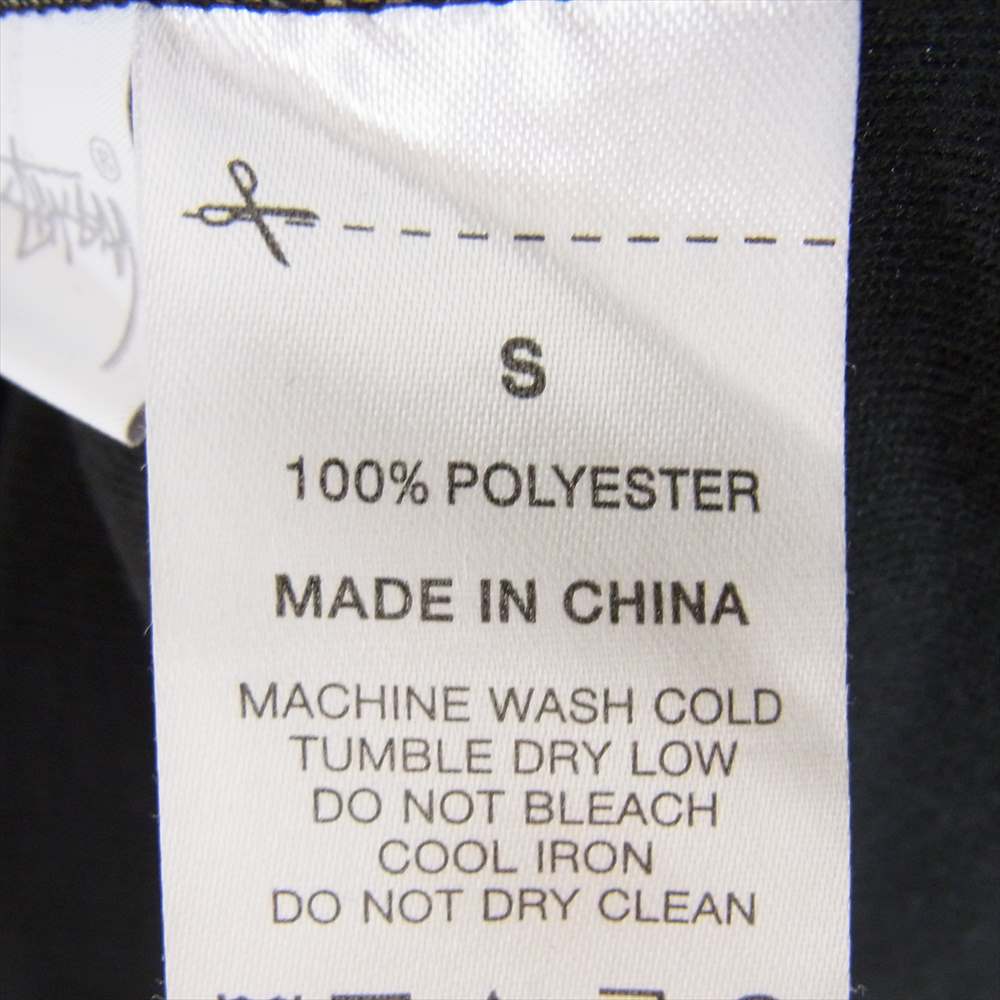 S
100% POLYESTER
MADE IN CHINA
MACHINE WASH COLD
TUMBLE DRY LOW
DO NOT BLEACH
COOL IRON
DO NOT DRY CLEAN